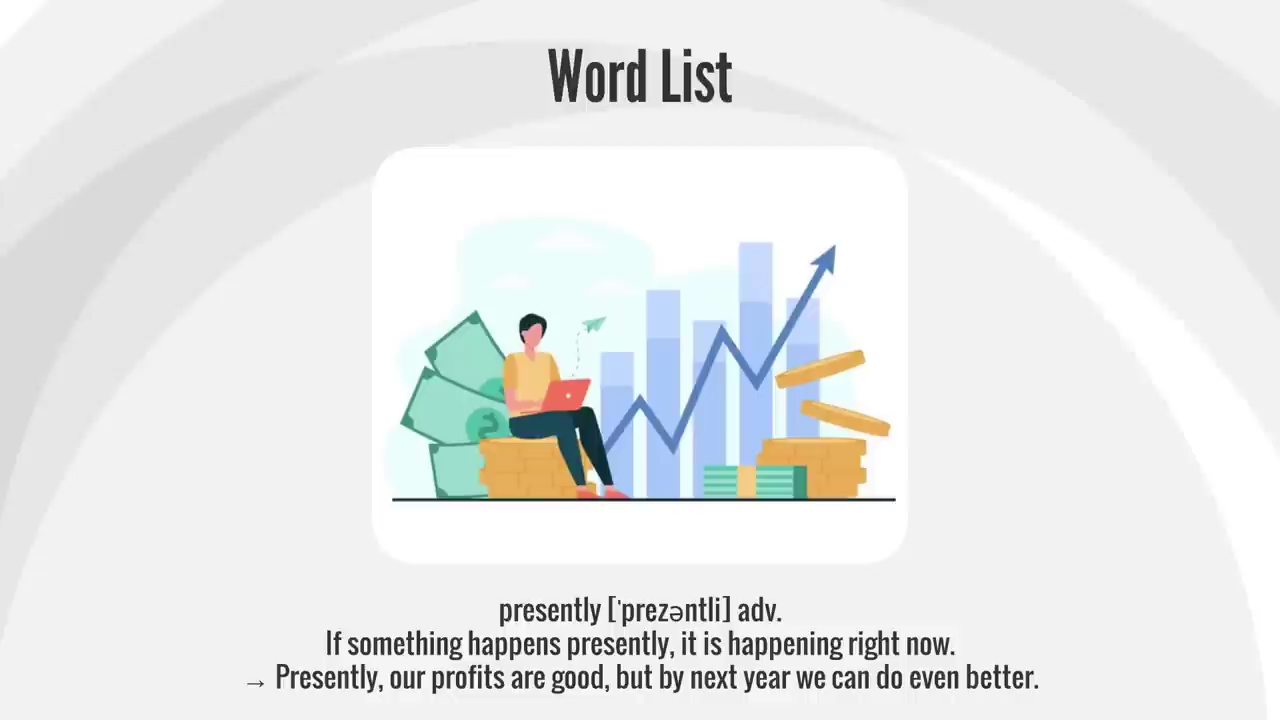 Word List
presently [ˈprezəntli] adv.
If something happens presently, it is happening right now.
→ Presently, our profits are good, but by next year we can do even better.